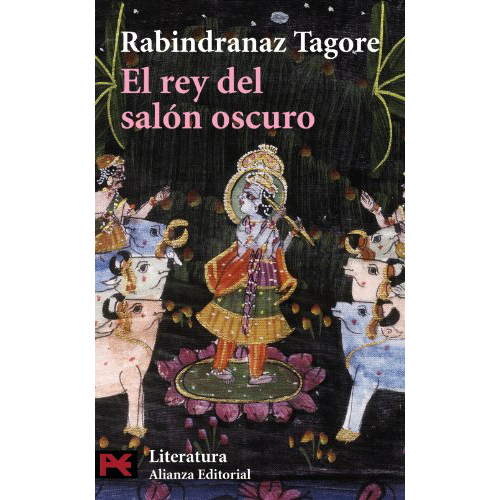 Rabindranaz Tagore
El rey del
salón oscuro
Literatura
Alianza Editorial